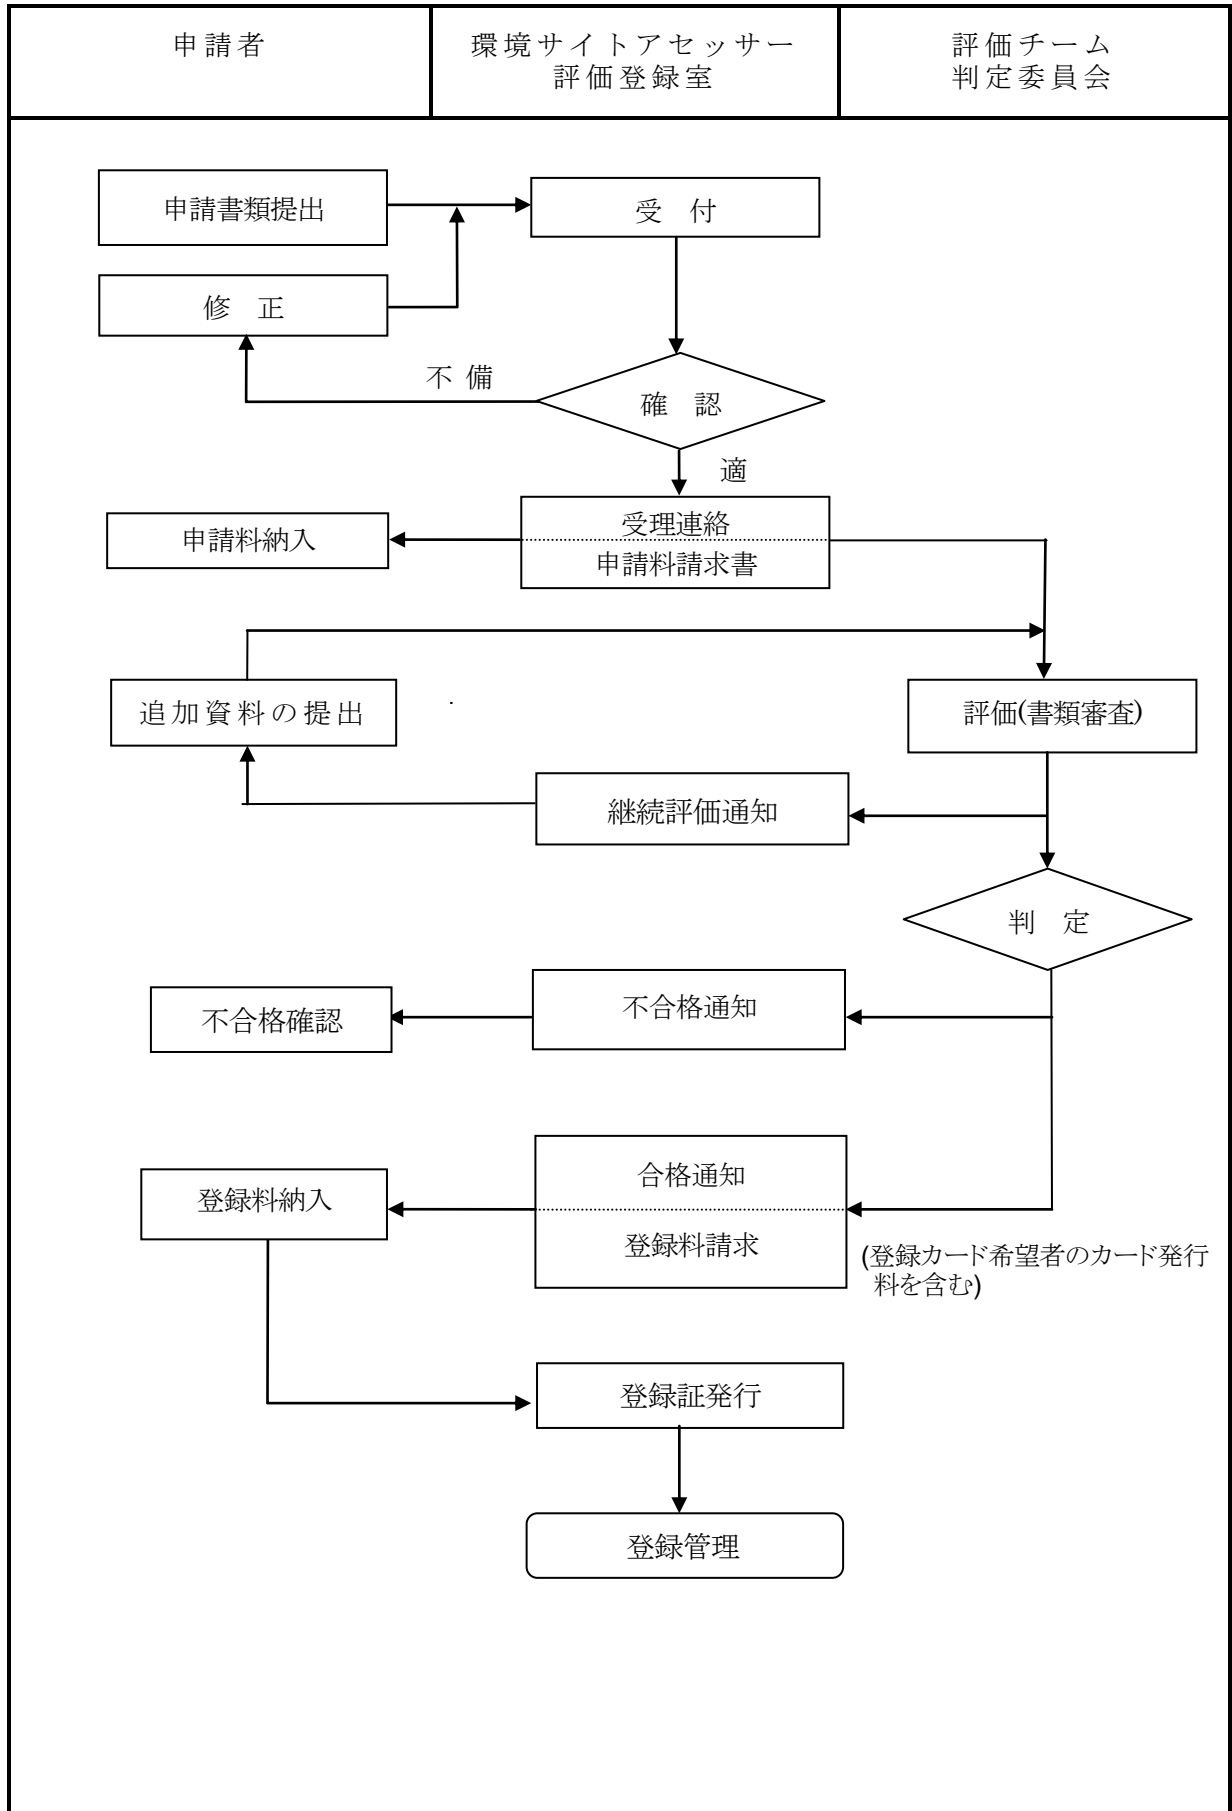 申請者
環境サイトアセッサー
評価登録室
評価チーム
判定委員会
申請書類提出
受　付
修　正
不 備
確　認
適
受理連絡
申請料請求書
申請料納入
追加資料の提出
評価(書類審査)
継続評価通知
判　定
不合格通知
不合格確認
合格通知
登録料請求
登録料納入
(登録カード希望者のカード発行
料を含む)
登録証発行
登録管理